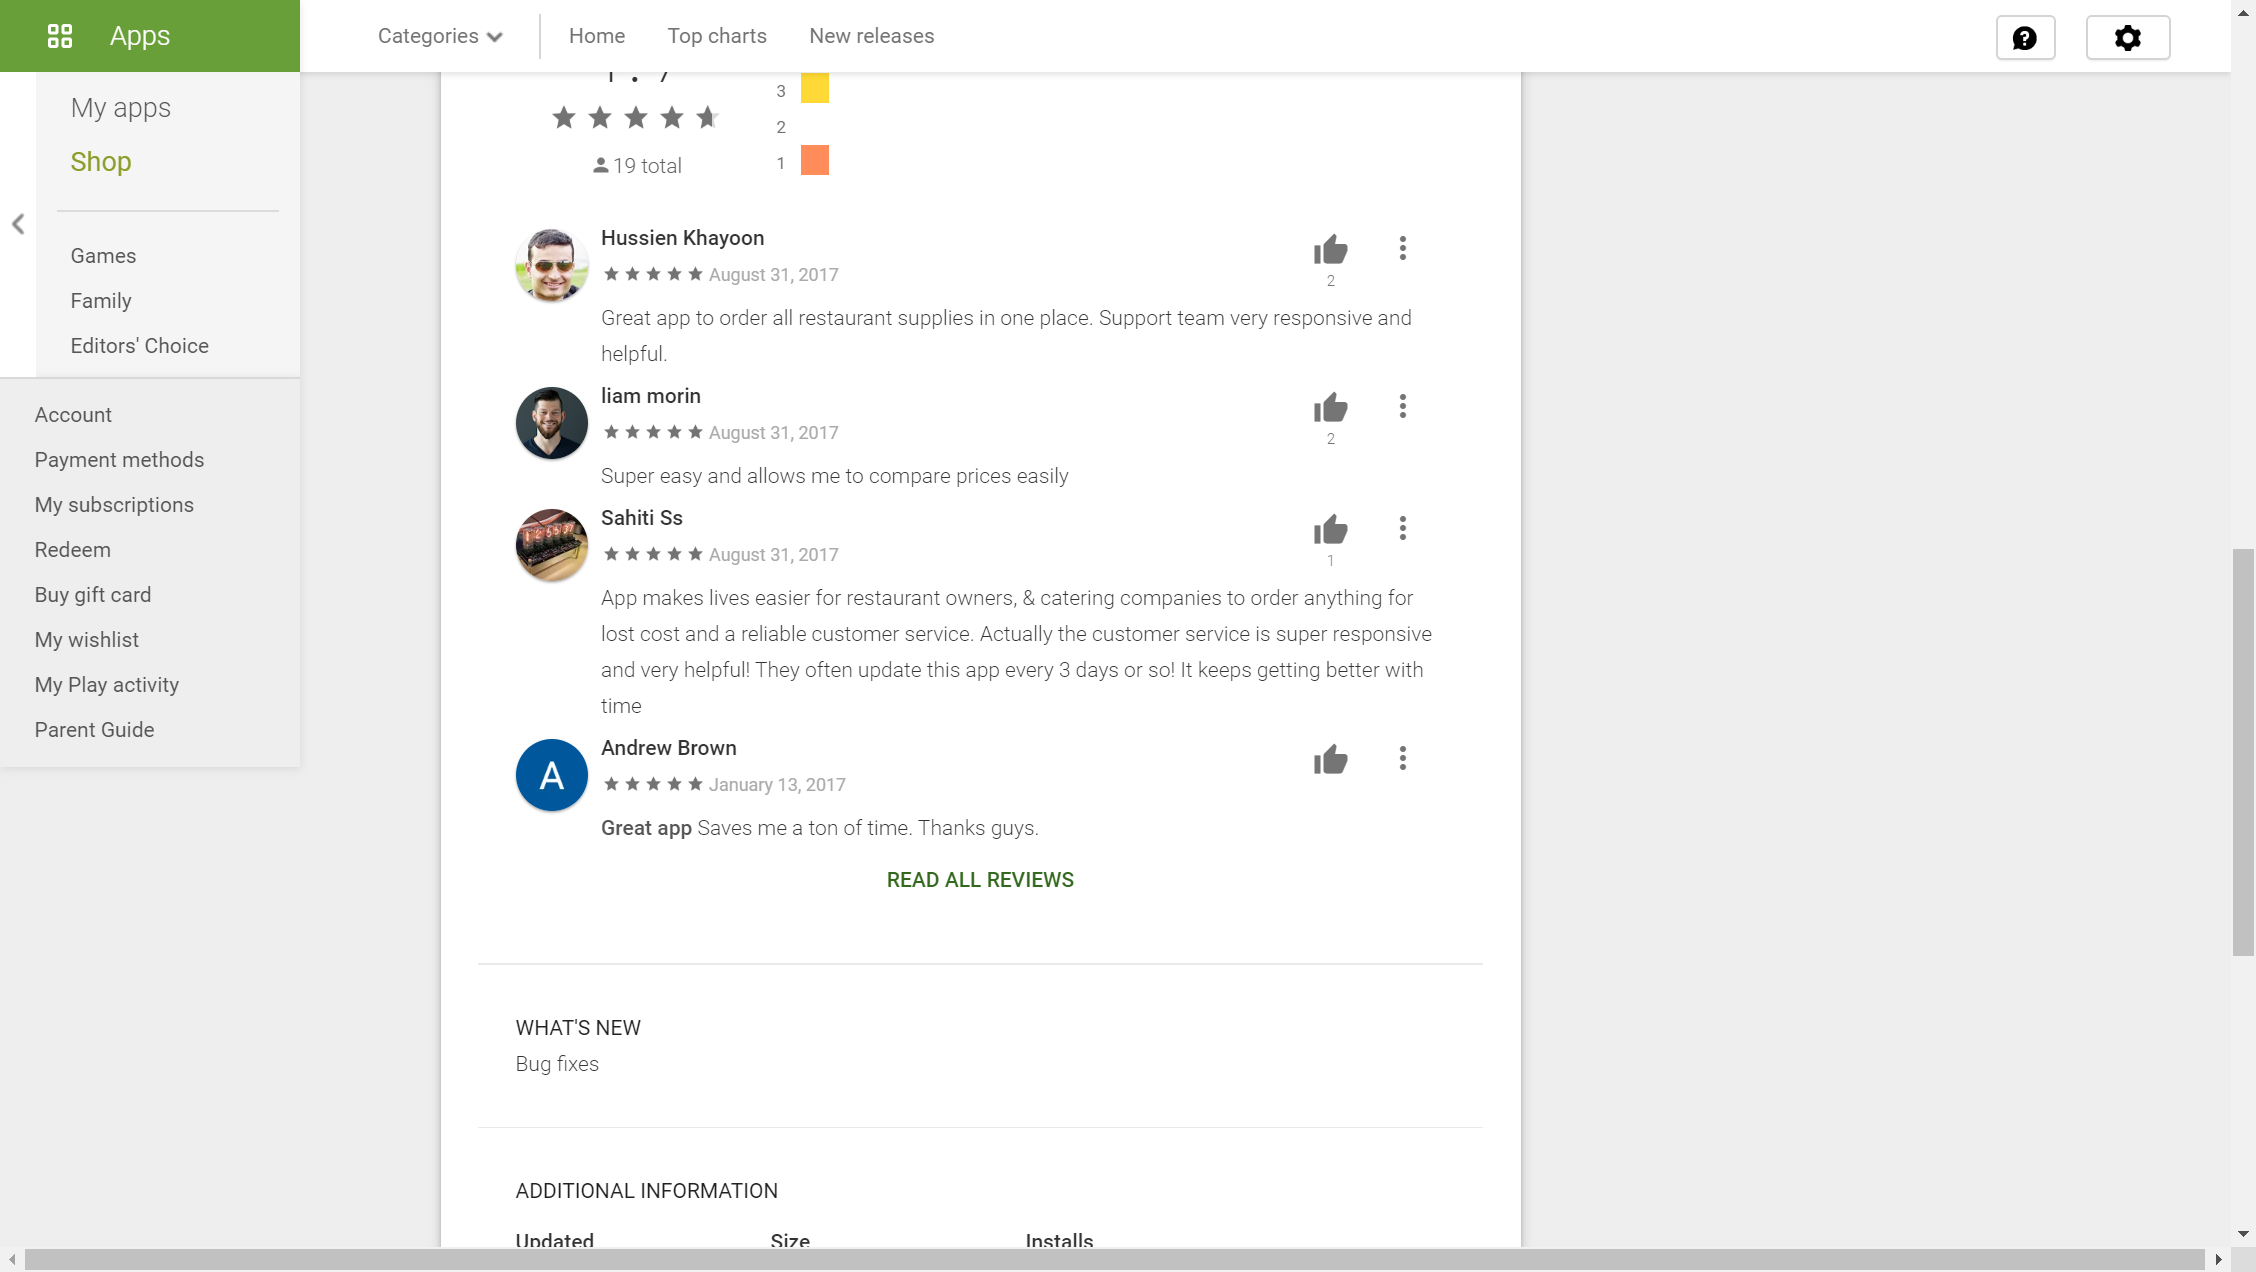 Apps
Categories
Home
Top charts
New releases
My apps
Shop
Games
Family
Editors' Choice
Account
Payment methods
My subscriptions
Redeem
Buy gift card
My wishlist
My Play activity
Parent Guide
3
2
1
19 total
Hussien Khayoon
August 31, 2017
2
Great app to order all restaurant supplies in one place. Support team very responsive and
helpful.
liam morin
August 31, 2017
2
Super easy and allows me to compare prices easily
Sahiti Ss
August 31, 2017
1
App makes lives easier for restaurant owners, & catering companies to order anything for
lost cost and a reliable customer service. Actually the customer service is super responsive
and very helpful! They often update this app every 3 days or so! It keeps getting better with
time
A
Andrew Brown
January 13, 2017
Great app Saves me a ton of time. Thanks guys.
READ ALL REVIEWS
WHAT'S NEW
Bug fixes
ADDITIONAL INFORMATION
Updated
Size
Installs